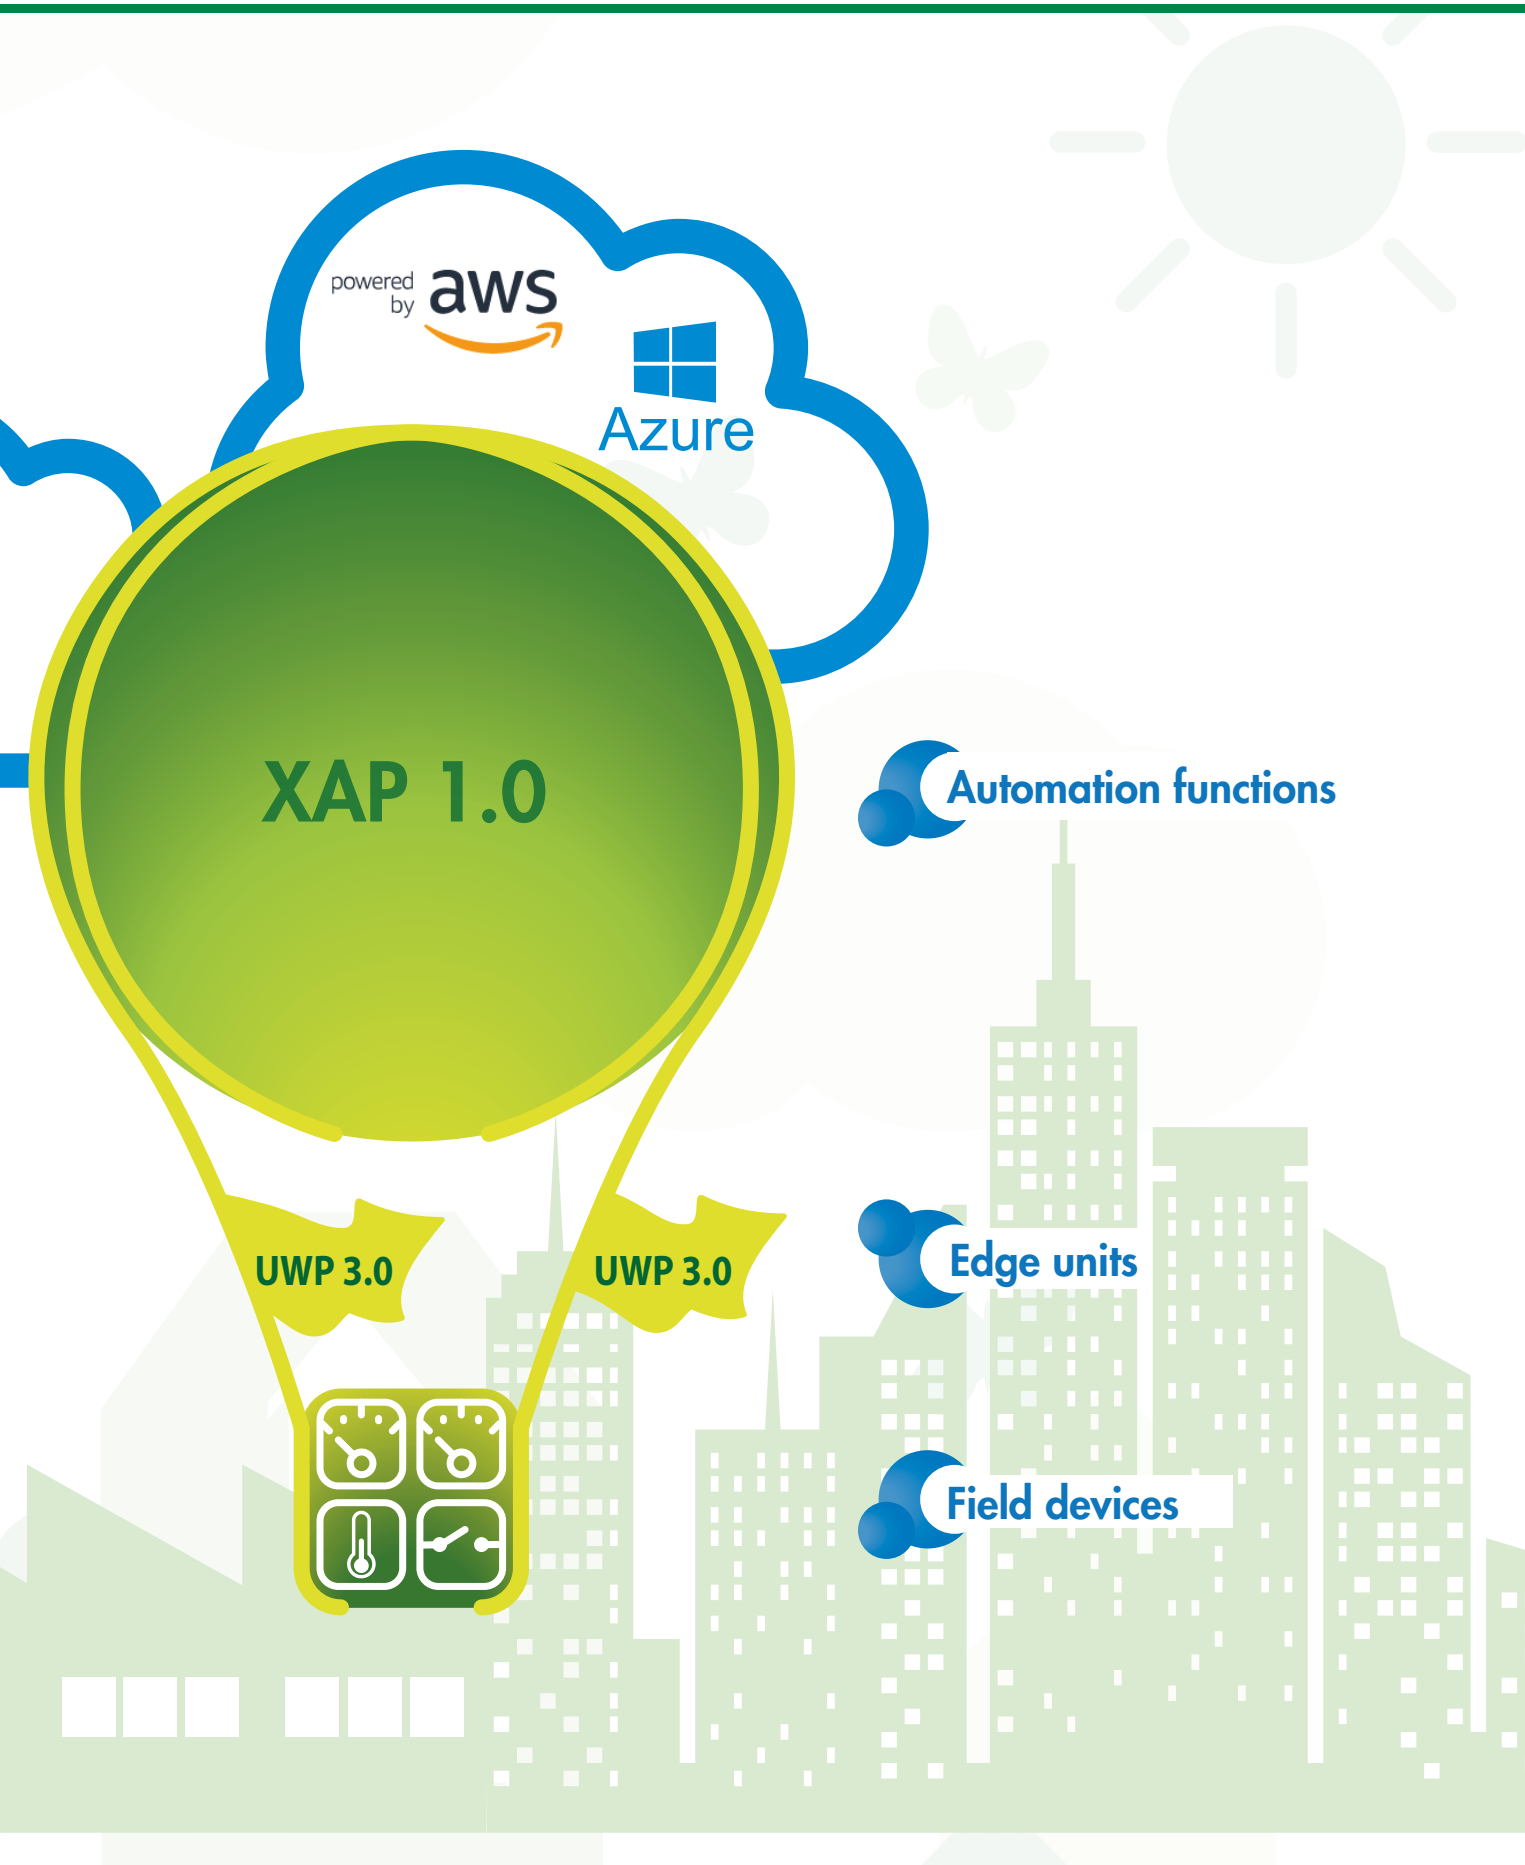 powered
by
aws
Azure
XAP 1.0
Automation functions
UWP 3.0
UWP 3.0
Edge units
Field devices